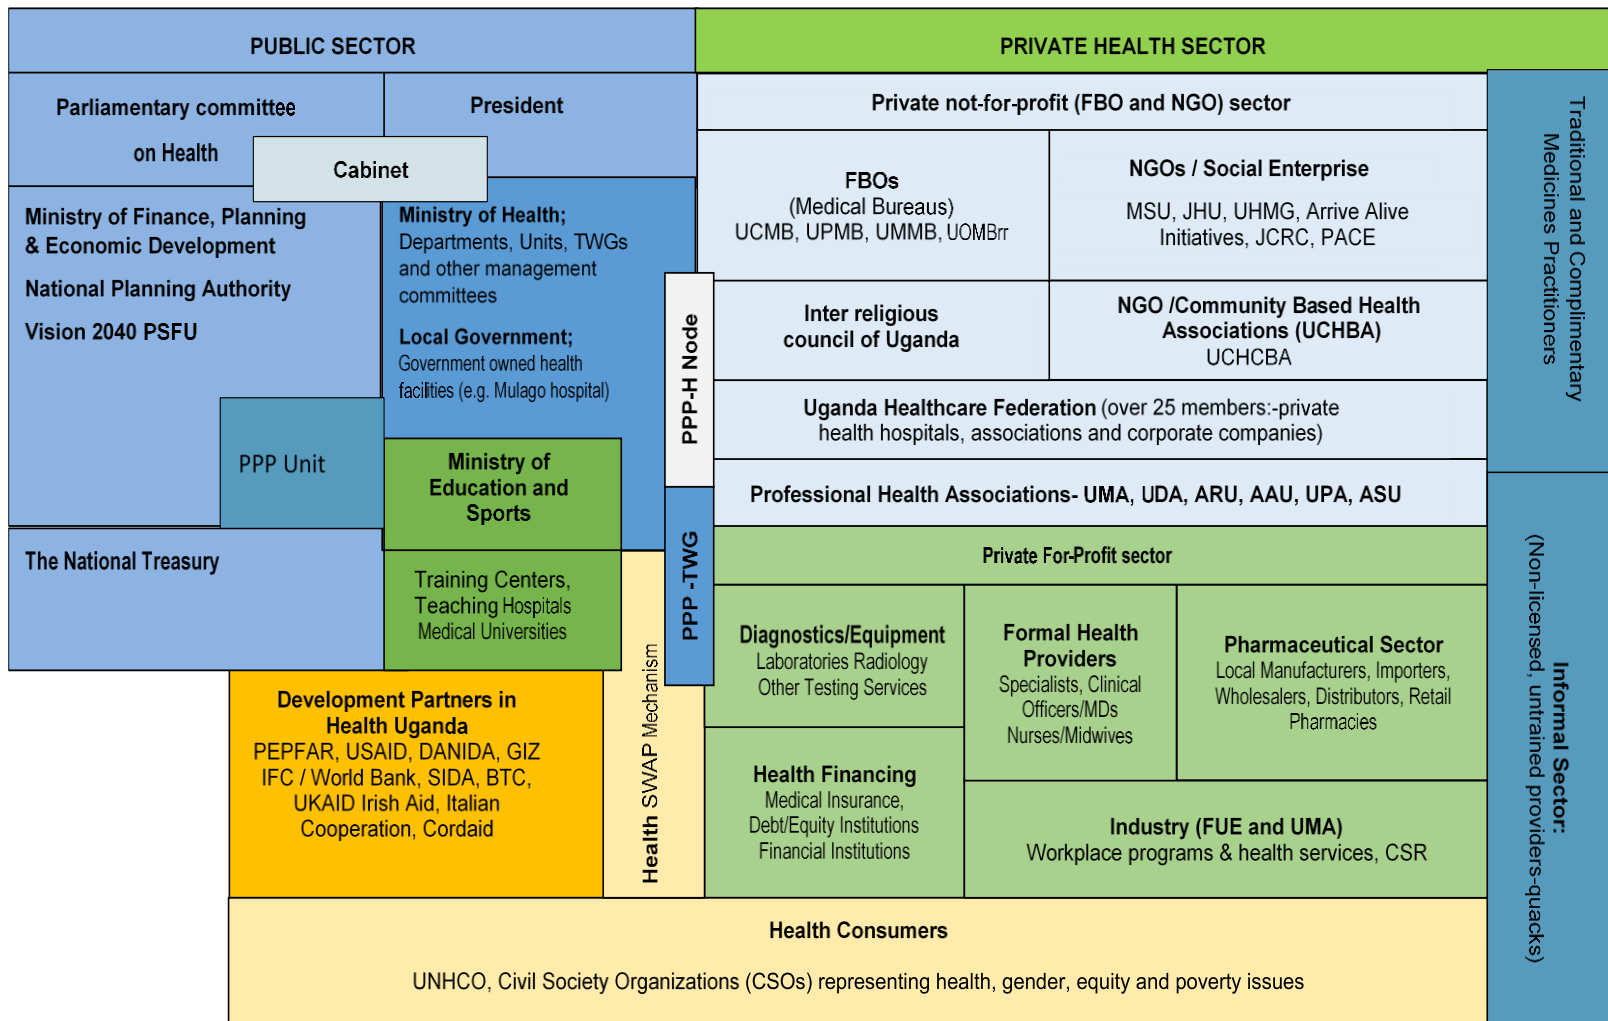 PUBLIC SECTOR
PRIVATE HEALTH SECTOR
Parliamentary committee
on Health
President
Cabinet
Ministry of Finance, Planning
& Economic Development
National Planning Authority
Vision 2040 PSFU
Ministry of Health;
Departments, Units, TWGs
and other management
committees
Local Government;
Government owned health
facilities (e.g. Mulago hospital)
PPP Unit
Ministry of
Education and
Sports
The National Treasury
Training Centers,
Teaching Hospitals
Medical Universities
Development Partners in
Health Uganda
PEPFAR, USAID, DANIDA, GIZ
IFC / World Bank, SIDA, BTC,
UKAID Irish Aid, Italian
Cooperation, Cordaid
Health SWAP Mechanism
PPP-H Node
PPP -TWG
Private not-for-profit (FBO and NGO) sector
FBOs
(Medical Bureaus)
UCMB, UPMB, UMMB, UOMBrr
NGOs / Social Enterprise
MSU, JHU, UHMG, Arrive Alive
Initiatives, JCRC, PACE
Inter religious
council of Uganda
NGO /Community Based Health
Associations (UCHBA)
UCHCBA
Uganda Healthcare Federation (over 25 members:-private
health hospitals, associations and corporate companies)
Professional Health Associations- UMA, UDA, ARU, AAU, UPA, ASU
Private For-Profit sector
Diagnostics/Equipment
Laboratories Radiology
Other Testing Services
Formal Health
Providers
Specialists, Clinical
Officers/MDs
Nurses/Midwives
Pharmaceutical Sector
Local Manufacturers, Importers,
Wholesalers, Distributors, Retail
Pharmacies
Health Financing
Medical Insurance,
Debt/Equity Institutions
Financial Institutions
Industry (FUE and UMA)
Workplace programs & health services, CSR
Traditional and Complimentary
Medicines Practitioners
Informal Sector:
(Non-licensed, untrained providers-quacks)
Health Consumers
UNHCO, Civil Society Organizations (CSOs) representing health, gender, equity and poverty issues